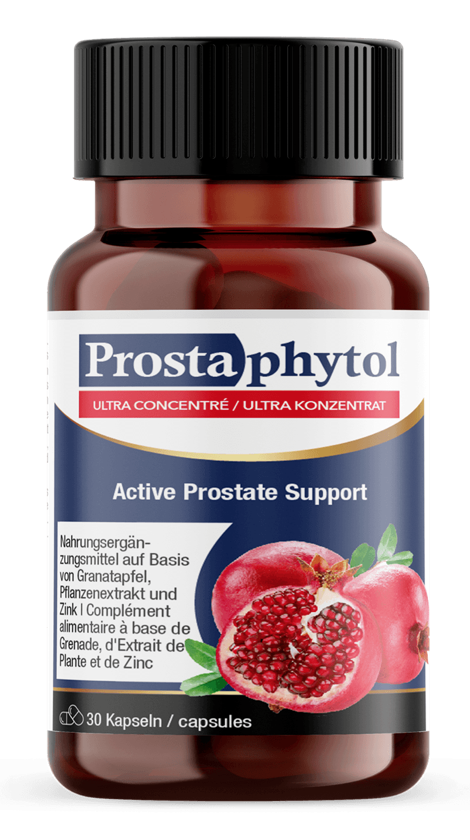 Prostaphytol
ULTRA CONCENTRÉ / ULTRA KONZENTRAT
Active Prostate Support
Nahrungsergän-
zungsmittel auf Basis
von Granatapfel,
Pflanzenextrakt und
Zink I Complément
alimentaire à base de
Grenade, d'Extrait de
Plante et de Zinc
30 Kapseln / capsules